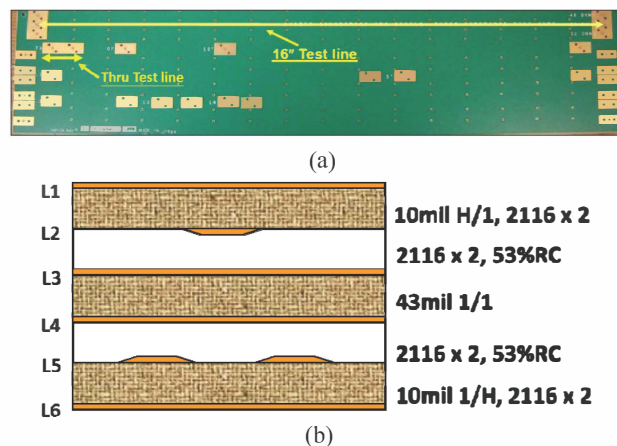 16″ Test line
Thru Test line
(a)
L1
10mil H/1, 2116 x 2
L2
2116 x 2, 53%RC
L3
43mil 1/1
L4
2116 x 2, 53%RC
L5
10mil 1/H, 2116 x 2
L6
(b)